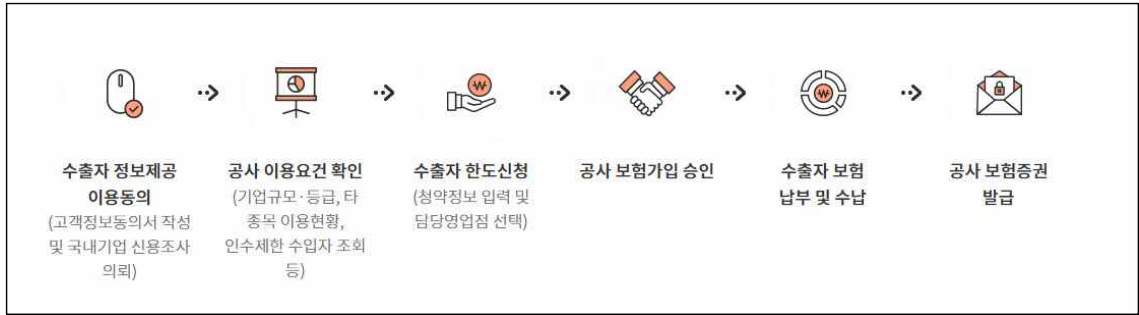 수출자 정보제공
이용동의
(고객정보동의서 작성
및 국내기업 신용조사
의뢰)
공사 이용요건 확인
(기업규모·등급, 타
종목 이용현황,
인수제한 수입자 조회
등)
수출자 한도신청
(청약정보 입력 및
담당영업점 선택)
공사 보험가입 승인
수출자 보험
납부 및 수납
공사 보험증권
발급